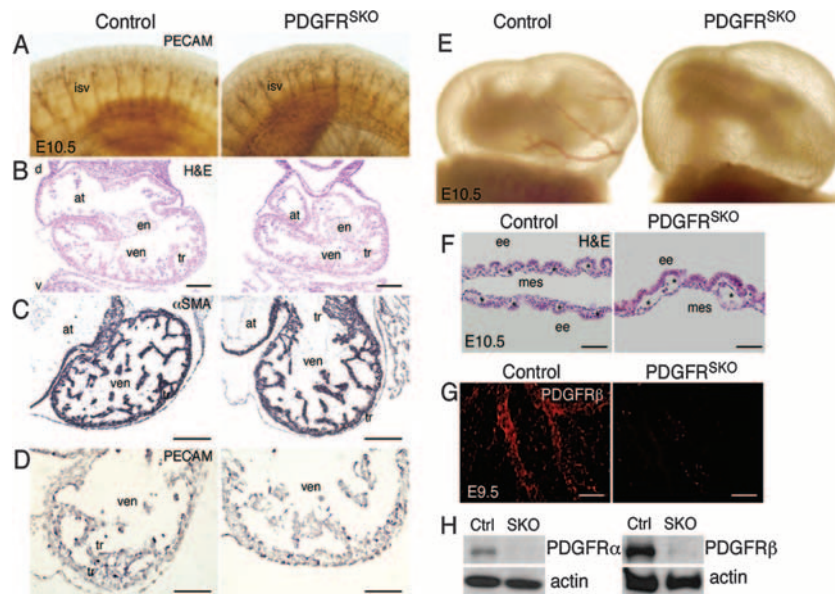 Control PDGFR^SKO
A PECAM
isv isv
E10.5
B d H&E
at at
en en
ven tr ven tr
v
C αSMA
at at tr
ven ven
tr
D PECAM
ven ven
tr
Control PDGFR^SKO
E
E10.5
Control PDGFR^SKO
F ee H&E
ee
mes mes
ee
E10.5
Control PDGFR^SKO
G PDGFRβ
E9.5
H Ctrl SKO Ctrl SKO
PDGFRα PDGFRβ
actin actin